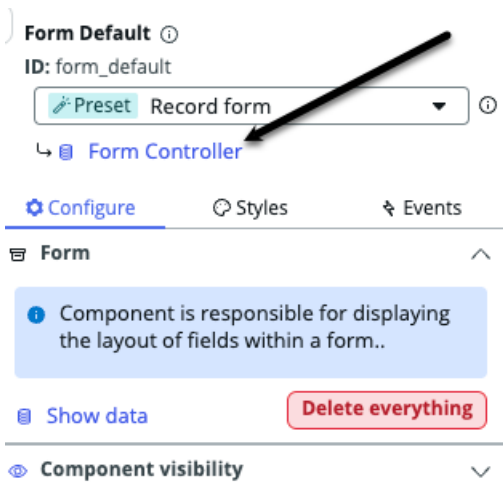 Form Default
ID: form_default
Preset Record form
Form Controller
Configure Styles Events
Form
Component is responsible for displaying
the layout of fields within a form..
Show data Delete everything
Component visibility